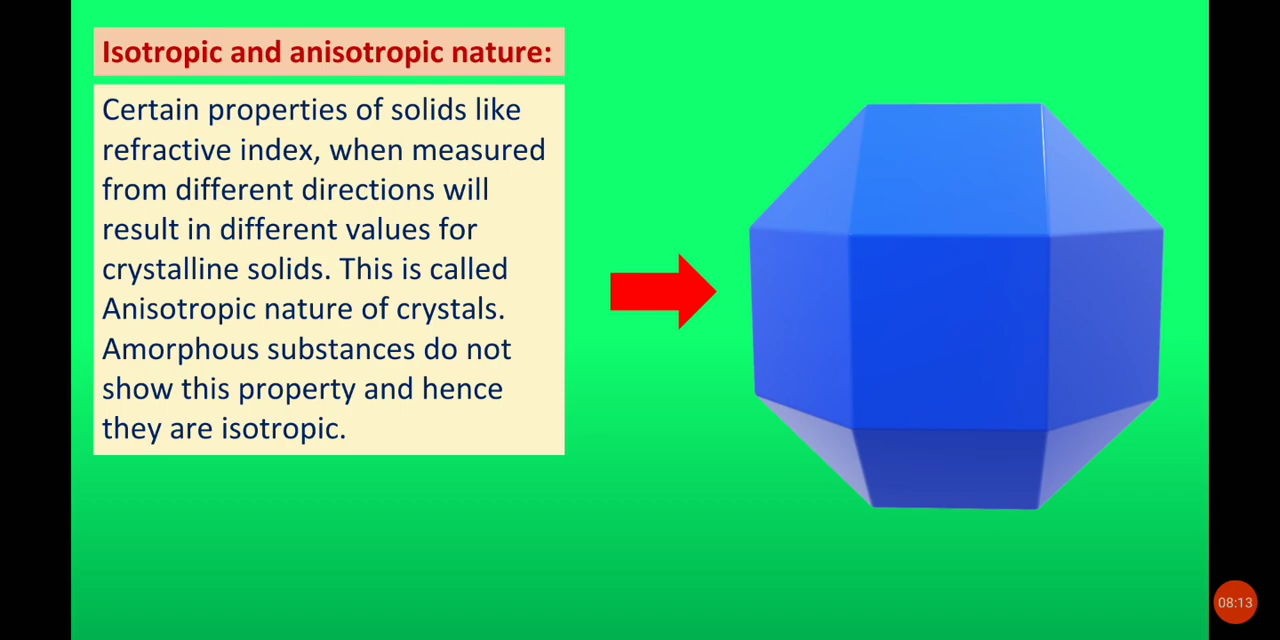 Isotropic and anisotropic nature:
Certain properties of solids like
refractive index, when measured
from different directions will
result in different values for
crystalline solids. This is called
Anisotropic nature of crystals.
Amorphous substances do not
show this property and hence
they are isotropic.
08:13